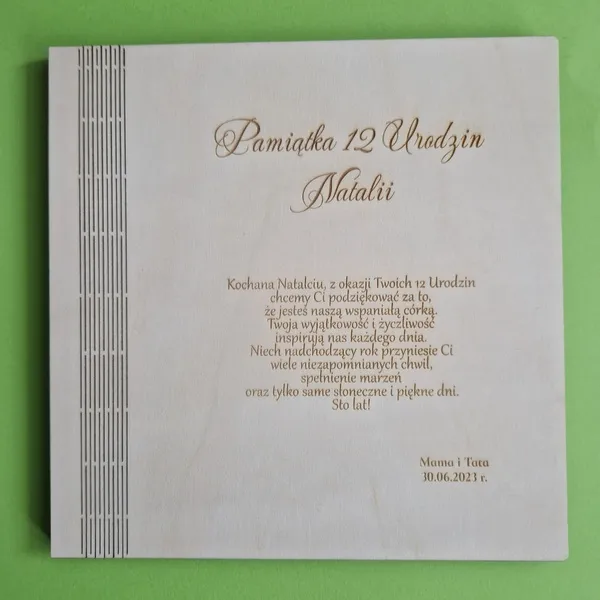 Pamiątka 12 Urodzin
Natalii
Kochana Natalciu, z okazji Twoich 12 Urodzin
chcemy Ci podziękować za to,
że jesteś naszą wspaniałą córką.
Twoja wyjątkowość i życzliwość
inspirują nas każdego dnia.
Niech nadchodzący rok przyniesie Ci
wiele niezapomnianych chwil,
spełnienie marzeń
oraz tylko same słoneczne i piękne dni.
Sto lat!
Mama i Tata
30.06.2023 r.